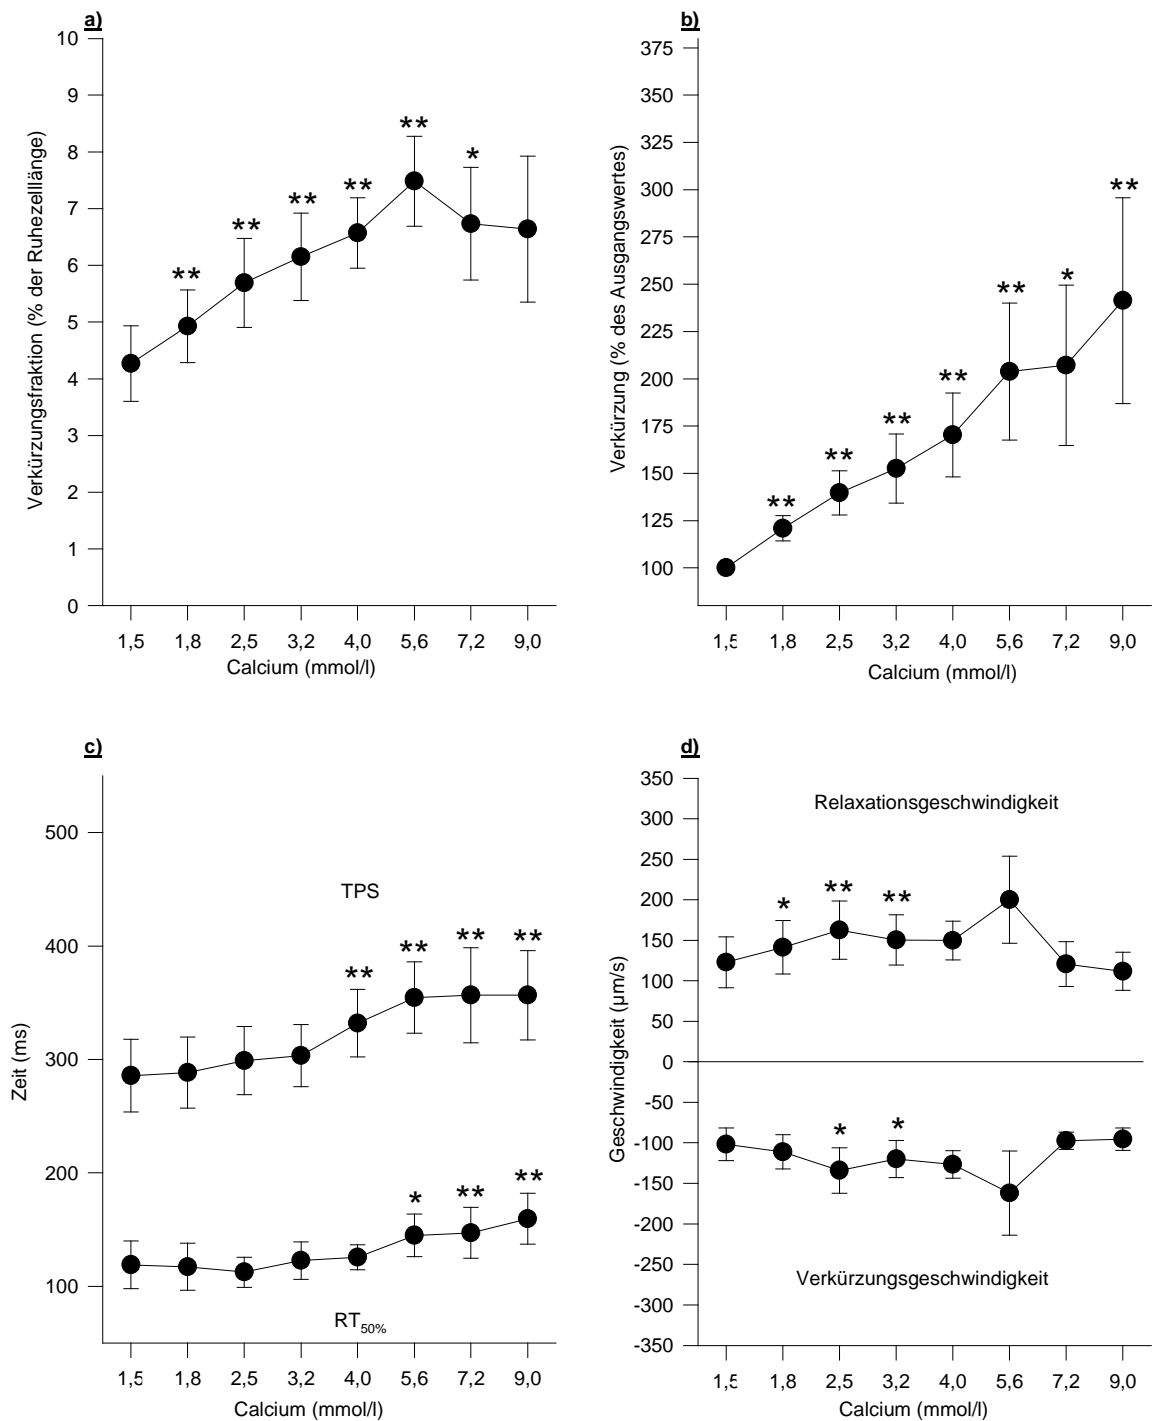 a)
Verkürzungsfraktion (% der Ruhezelllänge)
10
9
8
7
6
5
4
3
2
1
0
** ** ** ** ** *
1,5 1,8 2,5 3,2 4,0 5,6 7,2 9,0
Calcium (mmol/l)
b)
Verkürzung (% des Ausgangswertes)
375
350
325
300
275
250
225
200
175
150
125
100
** ** ** ** ** * **
1,5 1,8 2,5 3,2 4,0 5,6 7,2 9,0
Calcium (mmol/l)
c)
Zeit (ms)
500
400
300
200
100
TPS
** ** ** **
* ** **
RT50%
1,5 1,8 2,5 3,2 4,0 5,6 7,2 9,0
Calcium (mmol/l)
d)
Geschwindigkeit (µm/s)
350
300
250
200
150
100
50
0
-50
-100
-150
-200
-250
-300
-350
Relaxationsgeschwindigkeit
* ** **
* *
Verkürzungsgeschwindigkeit
1,5 1,8 2,5 3,2 4,0 5,6 7,2 9,0
Calcium (mmol/l)